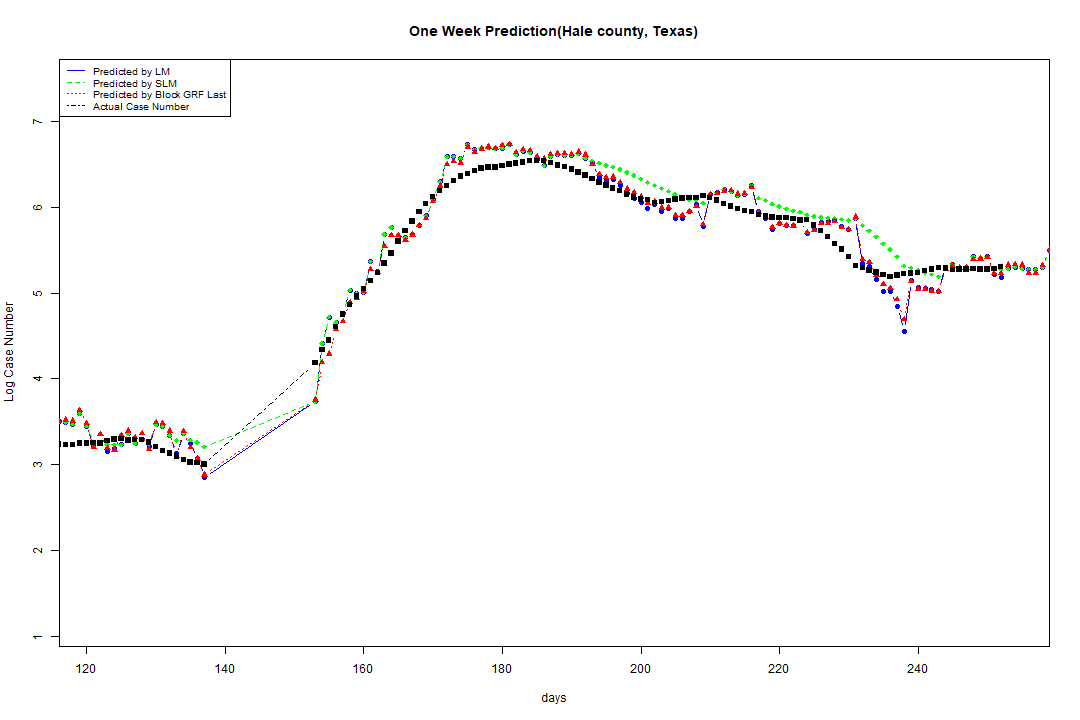 One Week Prediction(Hale county, Texas)
Predicted by LM
Predicted by SLM
Predicted by Block GRF Last
Actual Case Number
7
6
5
4
3
2
1
Log Case Number
120 140 160 180 200 220 240
days